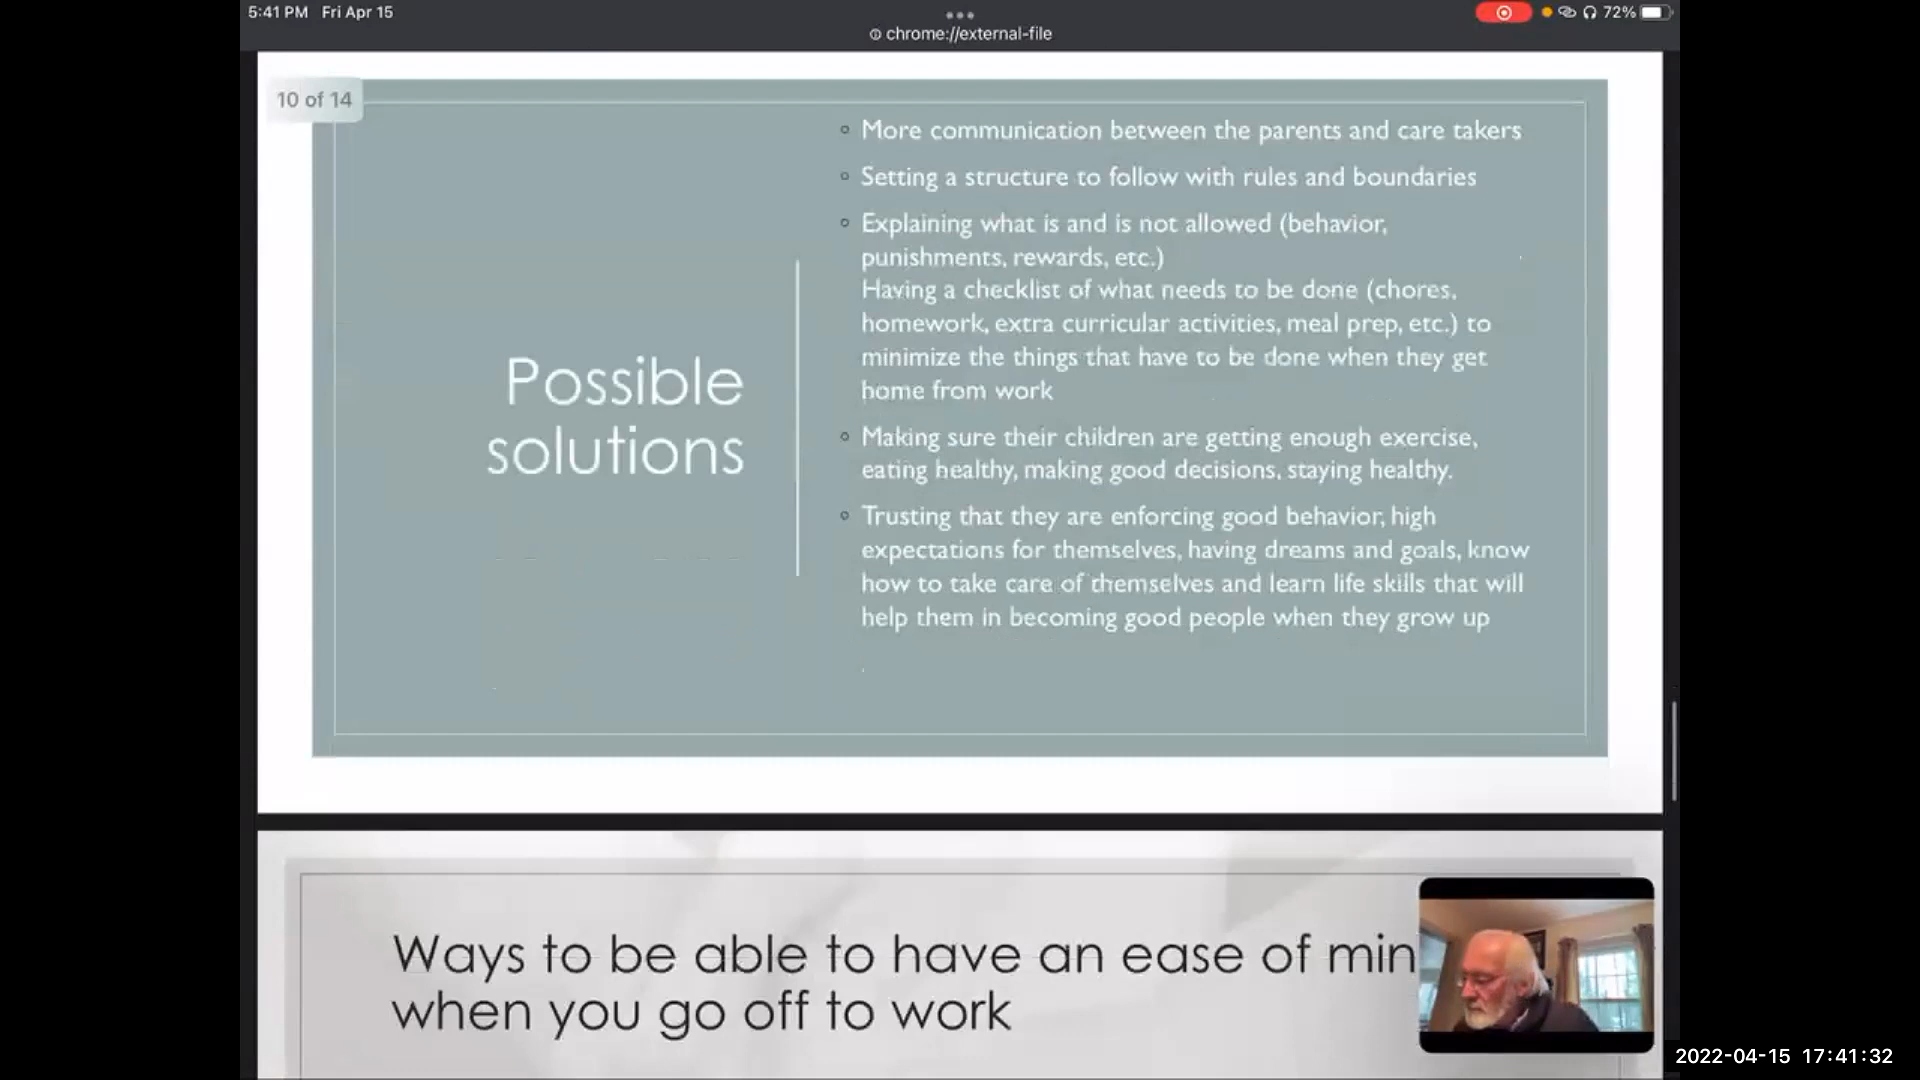 5:41 PM Fri Apr 15
chrome://external-file
72%
10 of 14
Possible
solutions
More communication between the parents and care takers
Setting a structure to follow with rules and boundaries
Explaining what is and is not allowed (behavior,
punishments, rewards, etc.)
Having a checklist of what needs to be done (chores,
homework, extra curricular activities, meal prep, etc.) to
minimize the things that have to be done when they get
home from work
Making sure their children are getting enough exercise,
eating healthy, making good decisions, staying healthy.
Trusting that they are enforcing good behavior, high
expectations for themselves, having dreams and goals, know
how to take care of themselves and learn life skills that will
help them in becoming good people when they grow up
Ways to be able to have an ease of min
when you go off to work
2022-04-15 17:41:32